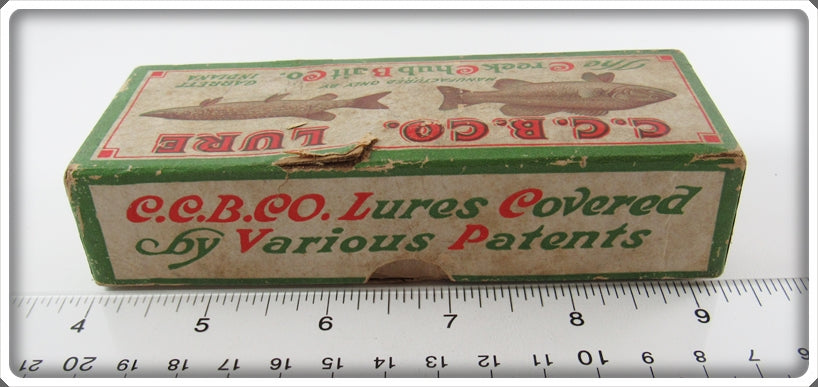 The Creek Chub Bait Co.
MANUFACTURED ONLY BY
GARRETT
INDIANA
C.C.B.CO. LURE
C.C.B.CO. Lures Covered
by Various Patents
4 5 6 7 8 9
21 20 19 18 17 16 15 14 13 12 11 10 9 8 7 6